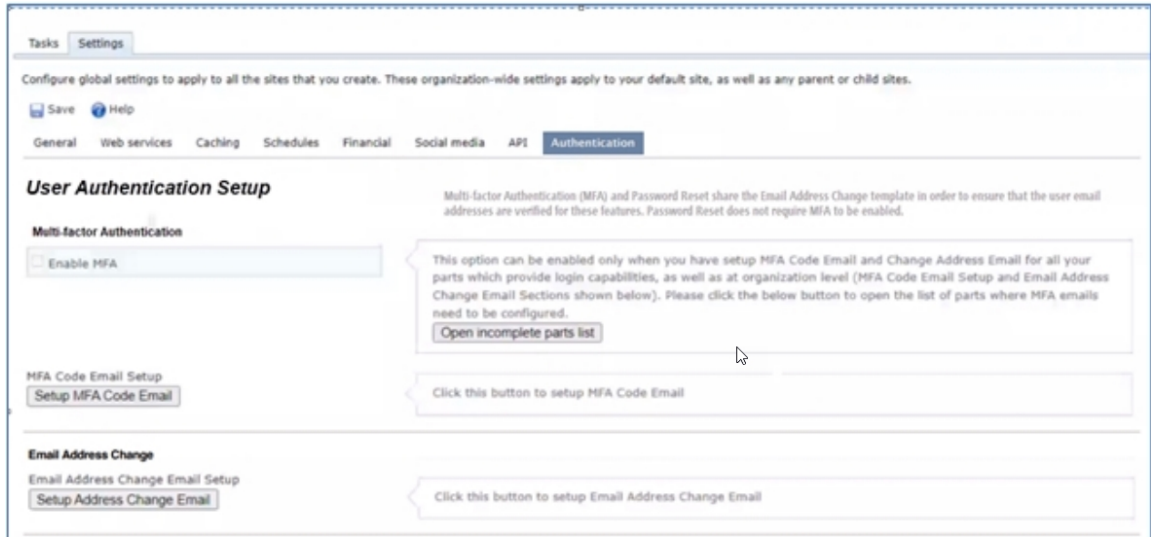 Tasks Settings
Configure global settings to apply to all the sites that you create. These organization-wide settings apply to your default site, as well as any parent or child sites.
Save Help
General Web services Caching Schedules Financial Social media API Authentication
User Authentication Setup
Multi-factor Authentication (MFA) and Password Reset share the Email Address Change template in order to ensure that the user email
addresses are verified for these features. Password Reset does not require MFA to be enabled.
Multi-factor Authentication
Enable MFA
This option can be enabled only when you have setup MFA Code Email and Change Address Email for all your
parts which provide login capabilities, as well as at organization level (MFA Code Email Setup and Email Address
Change Email Sections shown below). Please click the below button to open the list of parts where MFA emails
need to be configured.
Open incomplete parts list
MFA Code Email Setup
Setup MFA Code Email
Click this button to setup MFA Code Email
Email Address Change
Email Address Change Email Setup
Setup Address Change Email
Click this button to setup Email Address Change Email